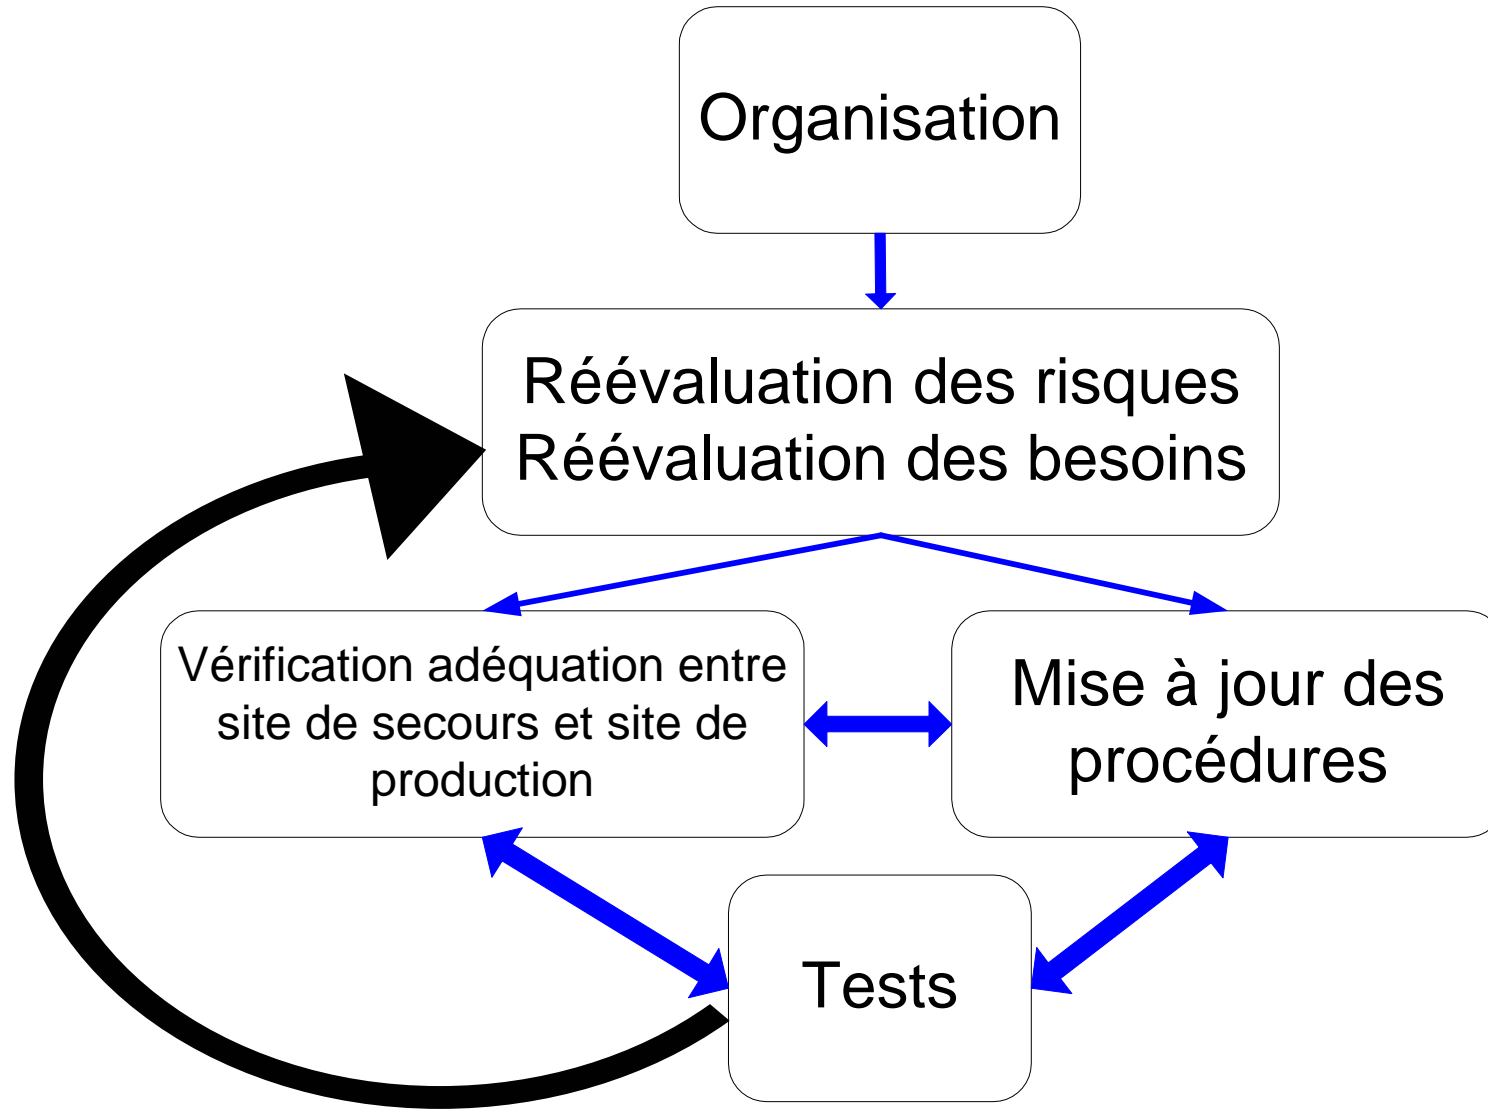 Organisation
Réévaluation des risques
Réévaluation des besoins
Vérification adéquation entre
site de secours et site de
production
Mise à jour des
procédures
Tests